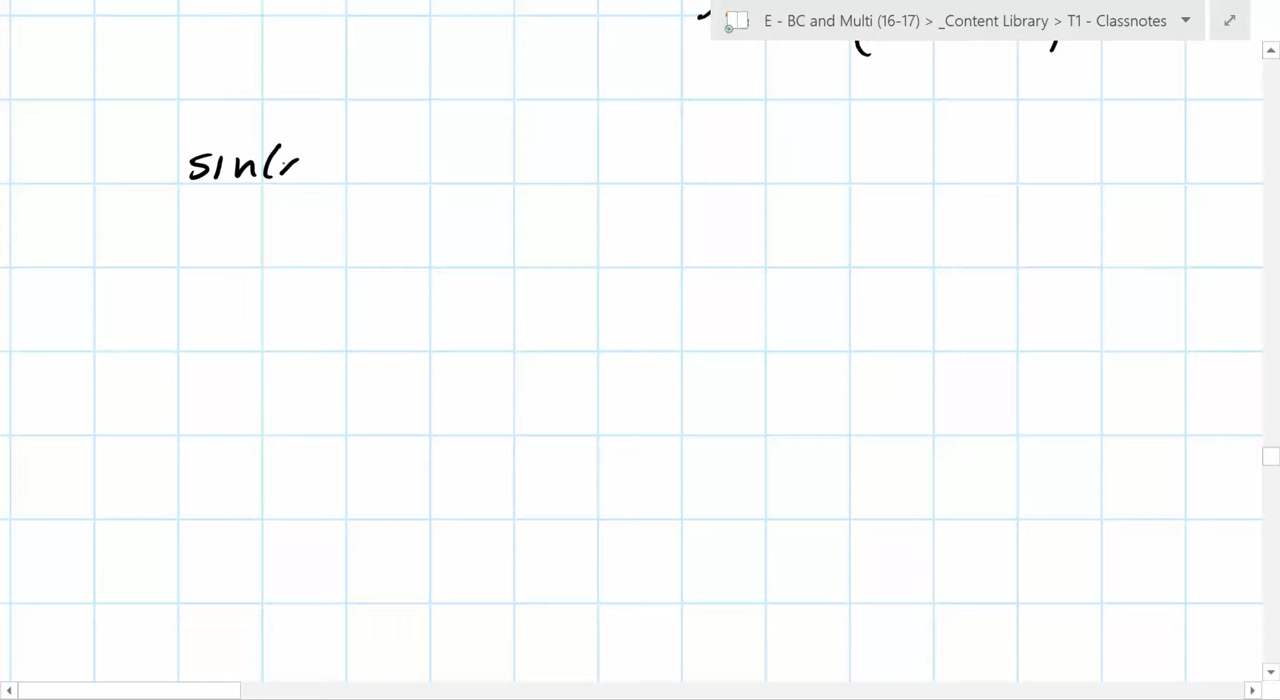 E - BC and Multi (16-17) > _Content Library > T1 - Classnotes
sin(